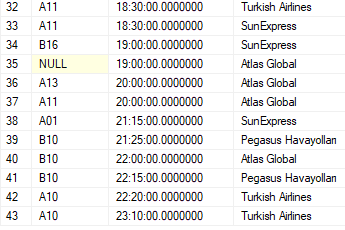 32 A11 18:30:00.0000000 Turkish Airlines
33 A11 18:30:00.0000000 SunExpress
34 B16 19:00:00.0000000 SunExpress
35 NULL 19:00:00.0000000 Atlas Global
36 A13 20:00:00.0000000 Atlas Global
37 A11 20:00:00.0000000 Atlas Global
38 A01 21:15:00.0000000 SunExpress
39 B10 21:25:00.0000000 Pegasus Havayolları
40 B10 22:00:00.0000000 Atlas Global
41 B10 22:15:00.0000000 Pegasus Havayolları
42 A10 22:20:00.0000000 Turkish Airlines
43 A10 23:10:00.0000000 Turkish Airlines